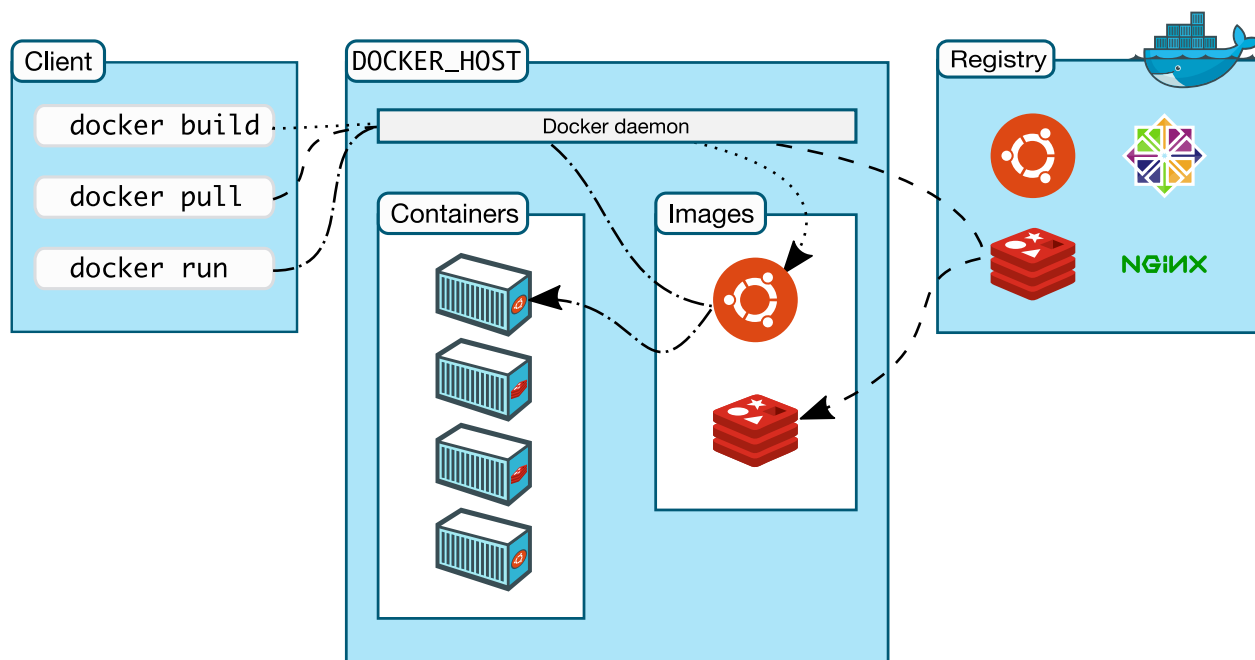 Client
docker build
docker pull
docker run
DOCKER_HOST
Docker daemon
Containers
Images
Registry
NGiNX